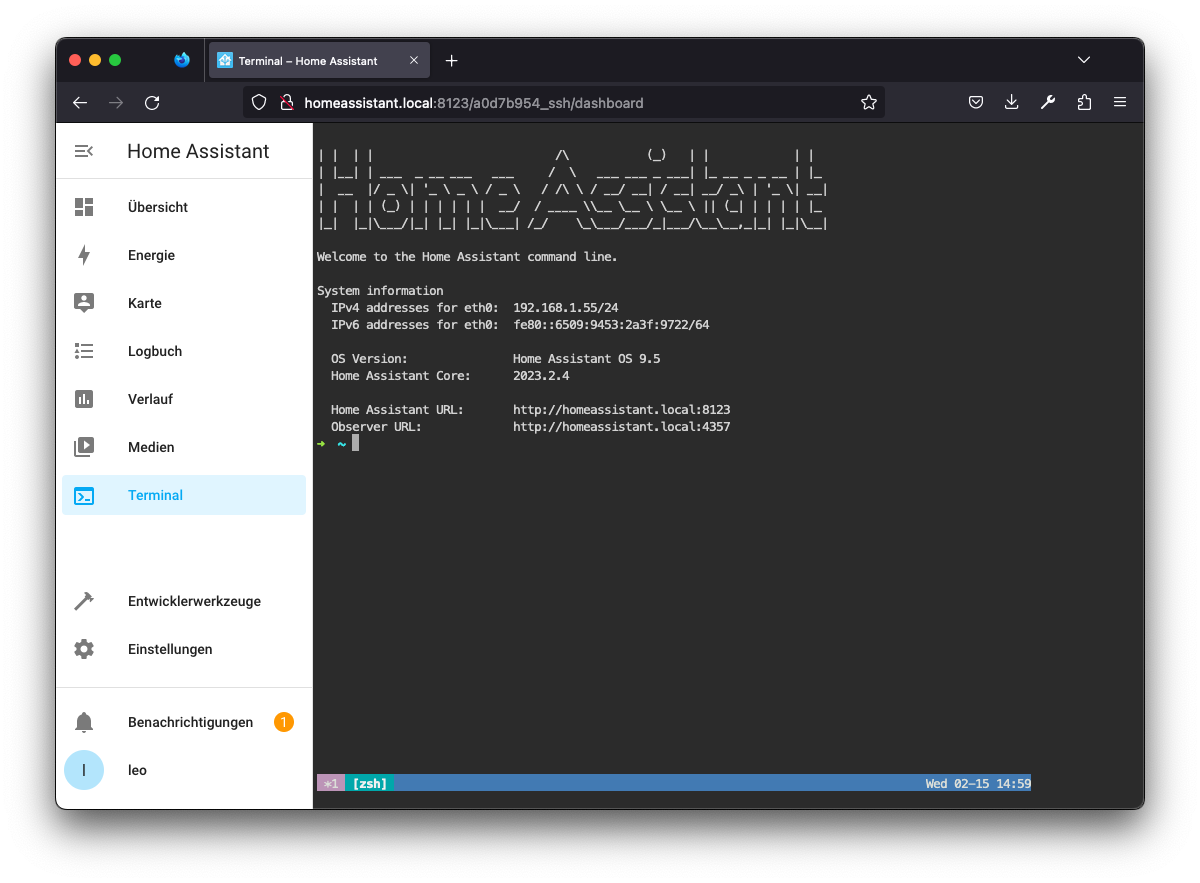 Terminal – Home Assistant
homeassistant.local:8123/a0d7b954_ssh/dashboard
Home Assistant
Übersicht
Energie
Karte
Logbuch
Verlauf
Medien
Terminal
Entwicklerwerkzeuge
Einstellungen
Benachrichtigungen 1
l leo
Home Assistant
Welcome to the Home Assistant command line.
System information
IPv4 addresses for eth0: 192.168.1.55/24
IPv6 addresses for eth0: fe80::6509:9453:2a3f:9722/64
OS Version: Home Assistant OS 9.5
Home Assistant Core: 2023.2.4
Home Assistant URL: http://homeassistant.local:8123
Observer URL: http://homeassistant.local:4357
➜ ~
*1 [zsh] Wed 02-15 14:59